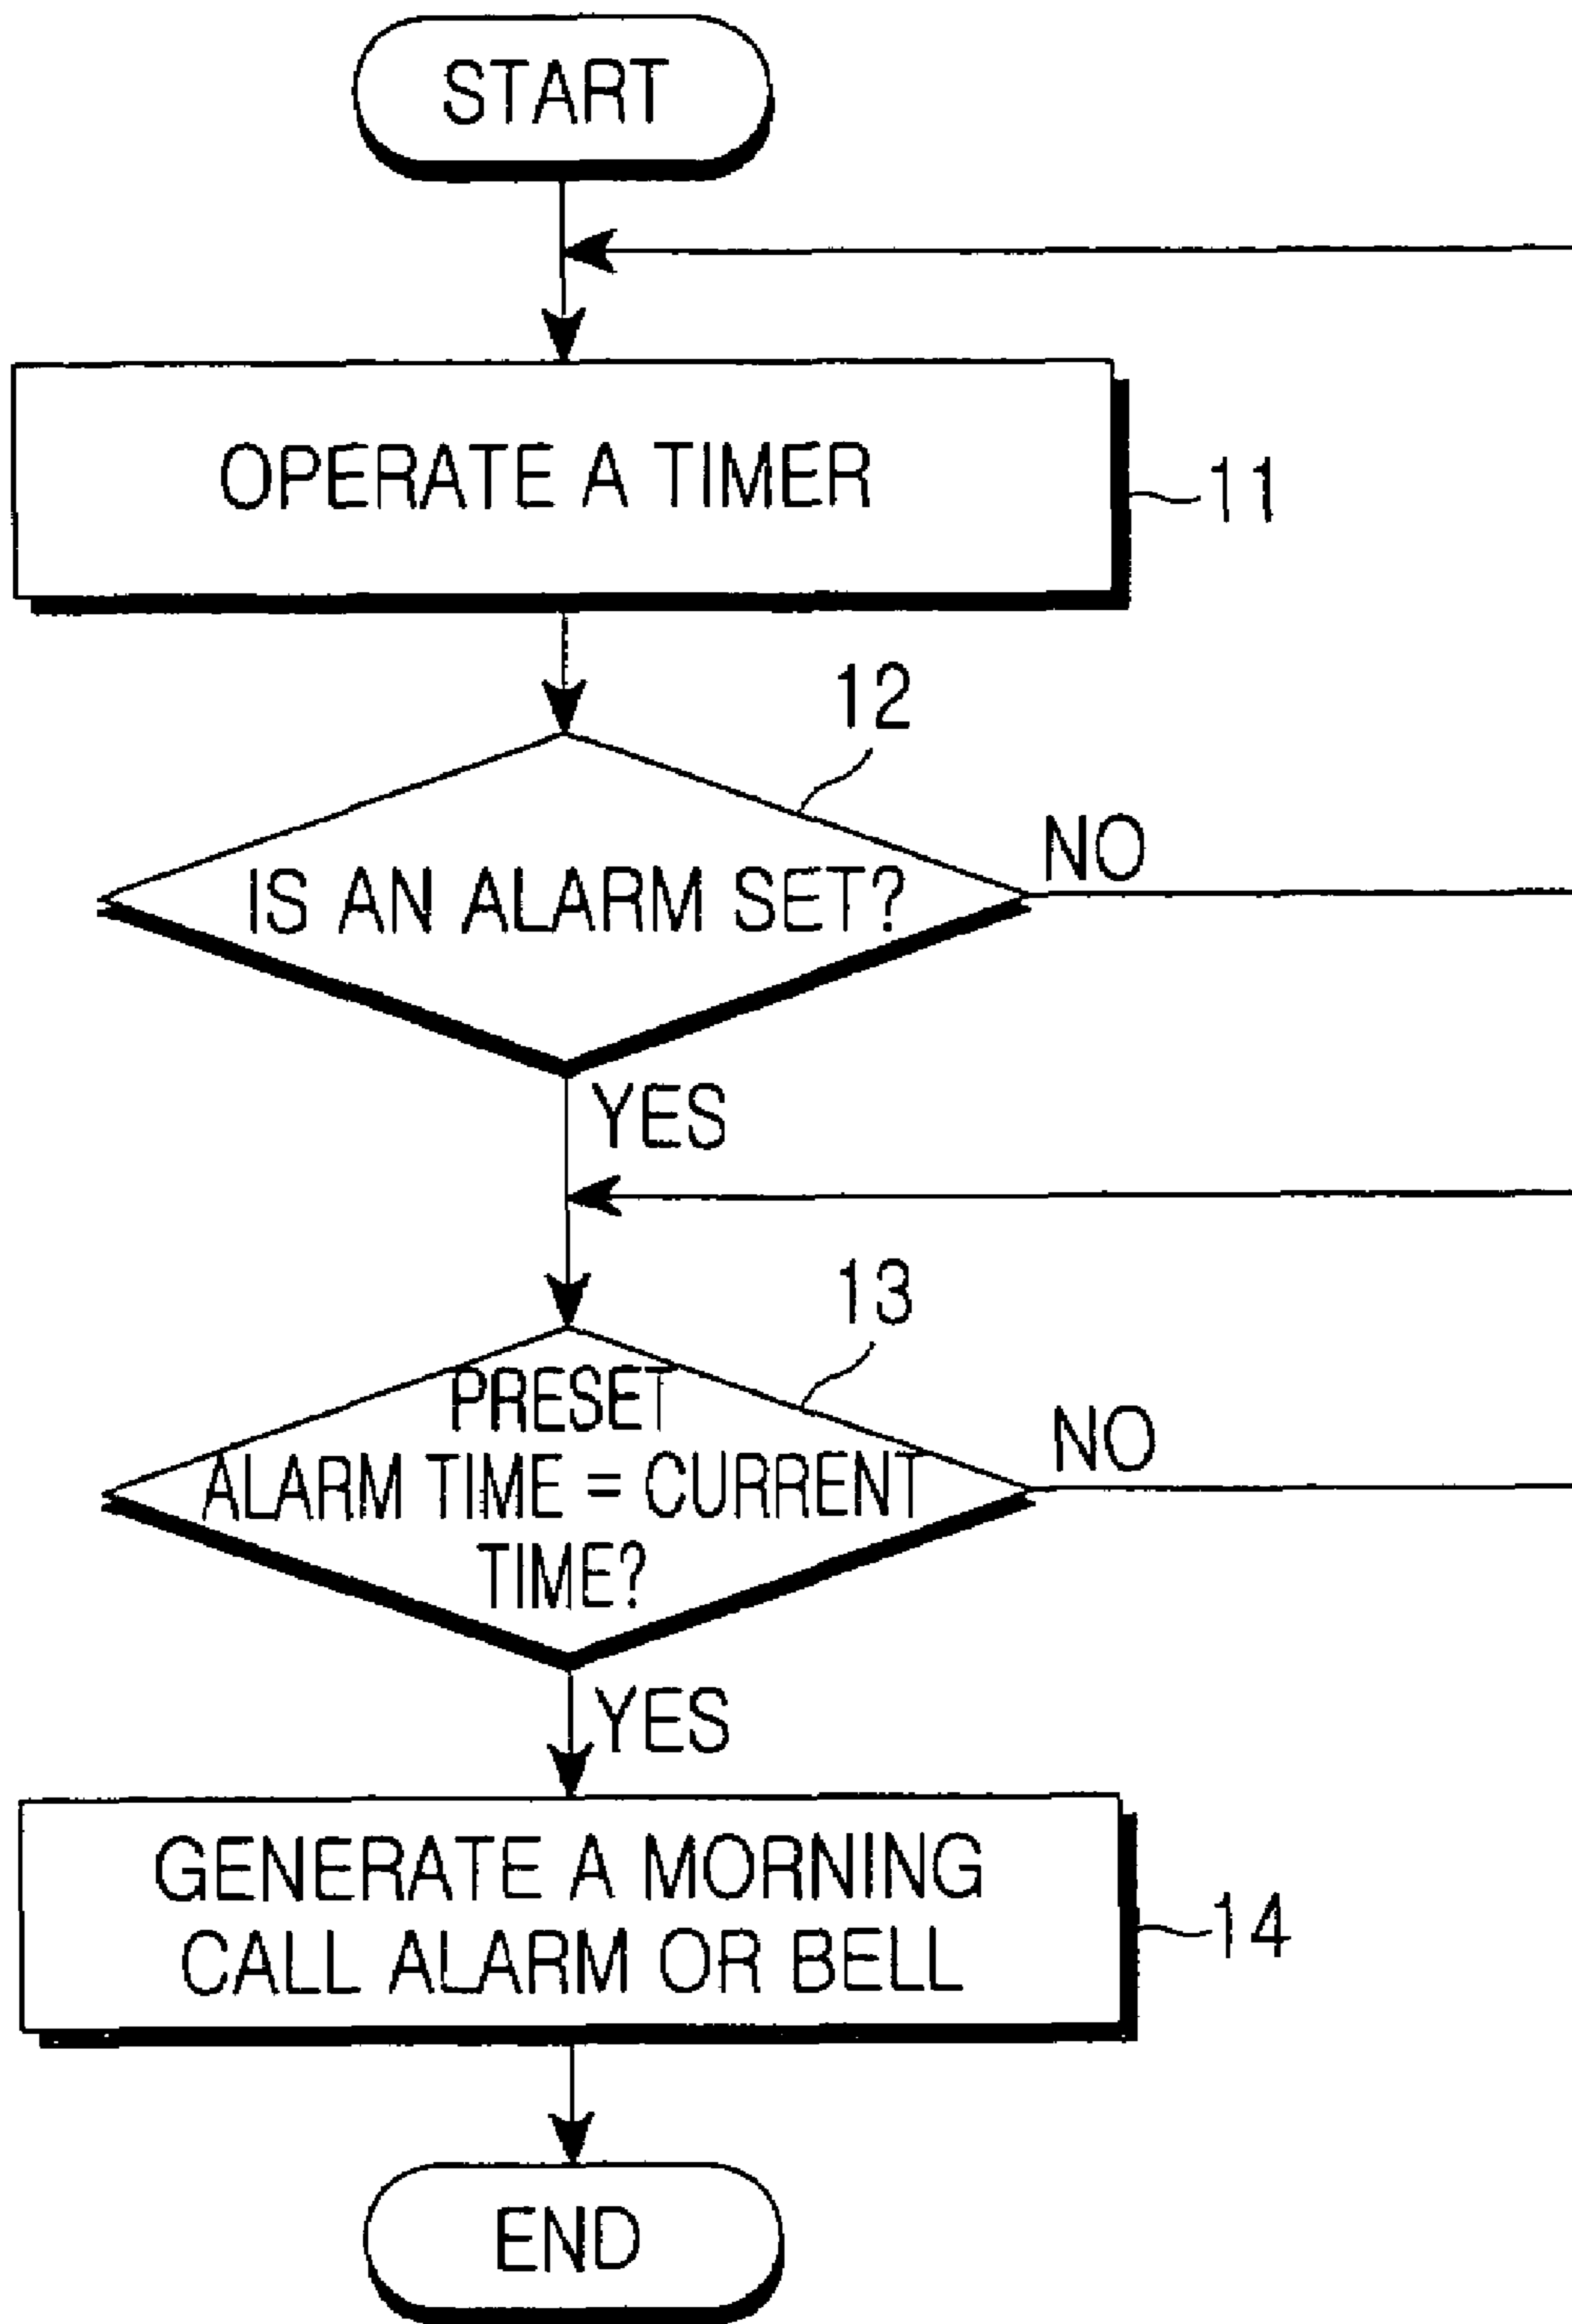 START
OPERATE A TIMER
11
12
IS AN ALARM SET?
NO
YES
13
PRESET
ALARM TIME = CURRENT
TIME?
NO
YES
GENERATE A MORNING
CALL ALARM OR BELL
14
END